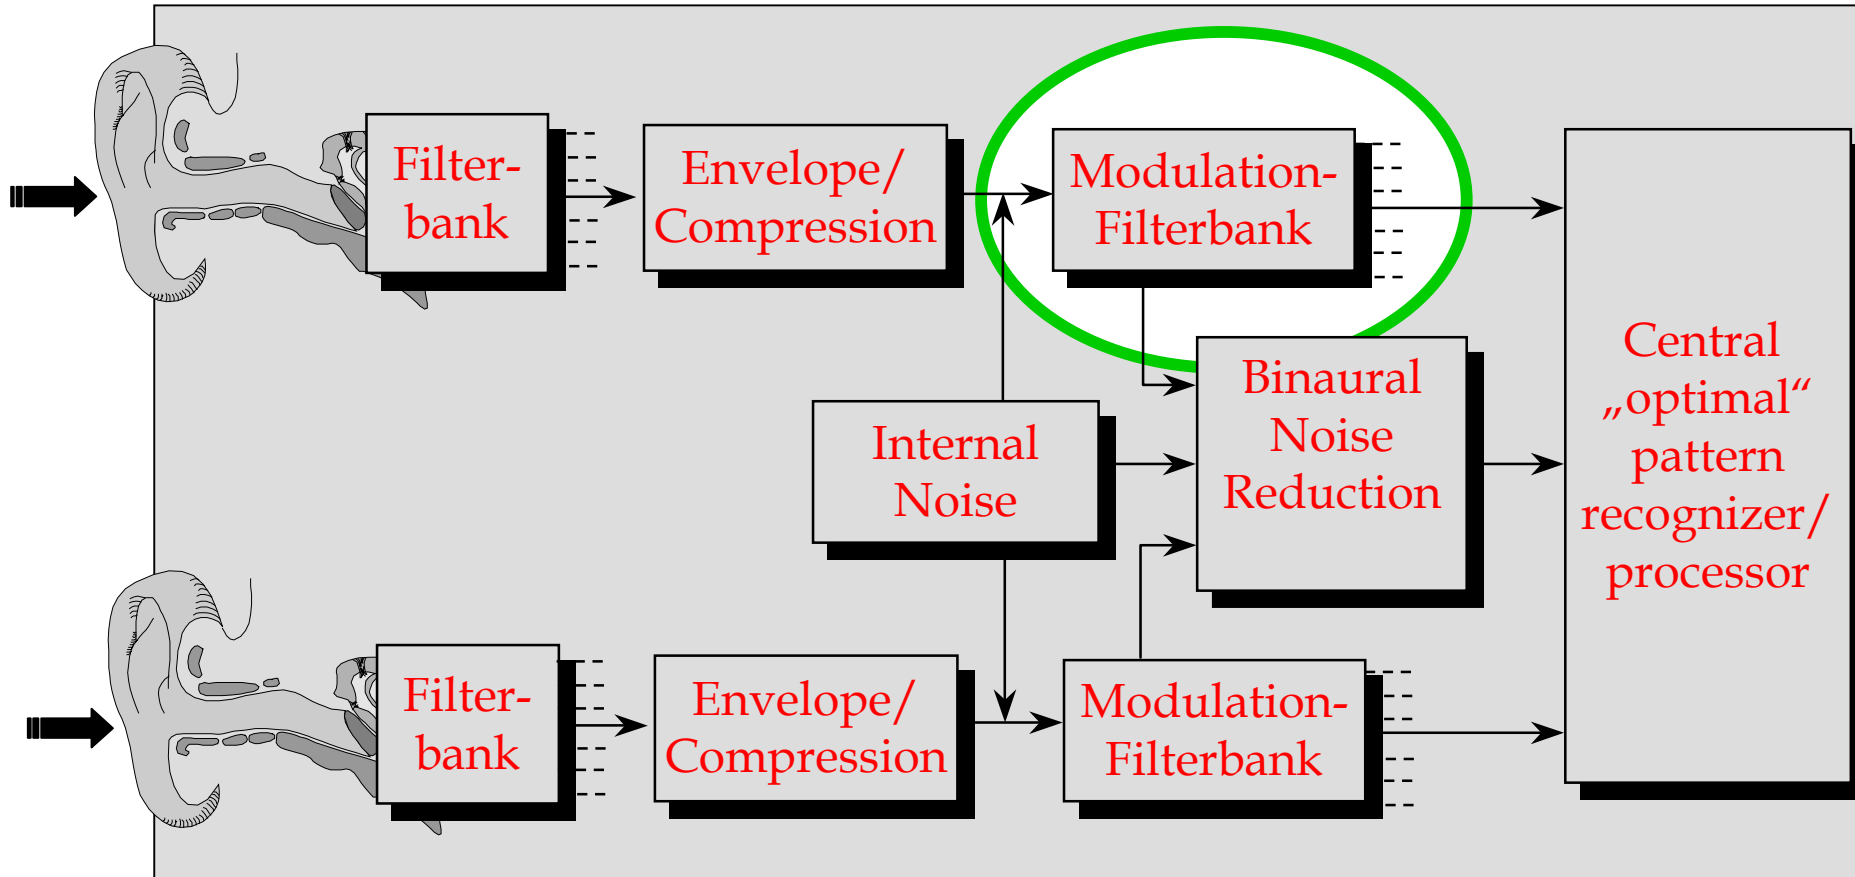 Filter-
bank
Envelope/
Compression
Modulation-
Filterbank
Internal
Noise
Binaural
Noise
Reduction
Central
„optimal“
pattern
recognizer/
processor
Filter-
bank
Envelope/
Compression
Modulation-
Filterbank